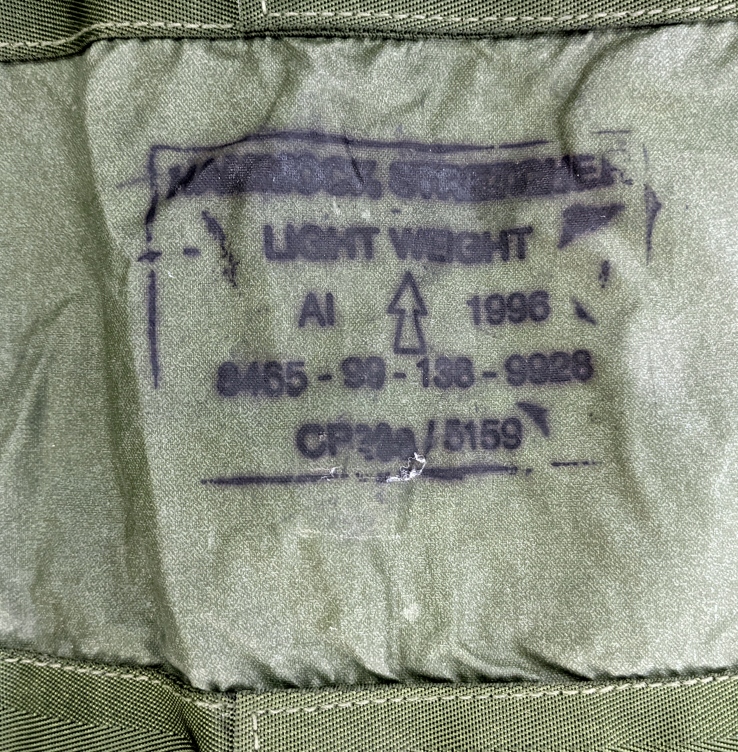 HAMMOCK STRETCHER
LIGHT WEIGHT
AI 1996
8465-99-138-9928
/5159